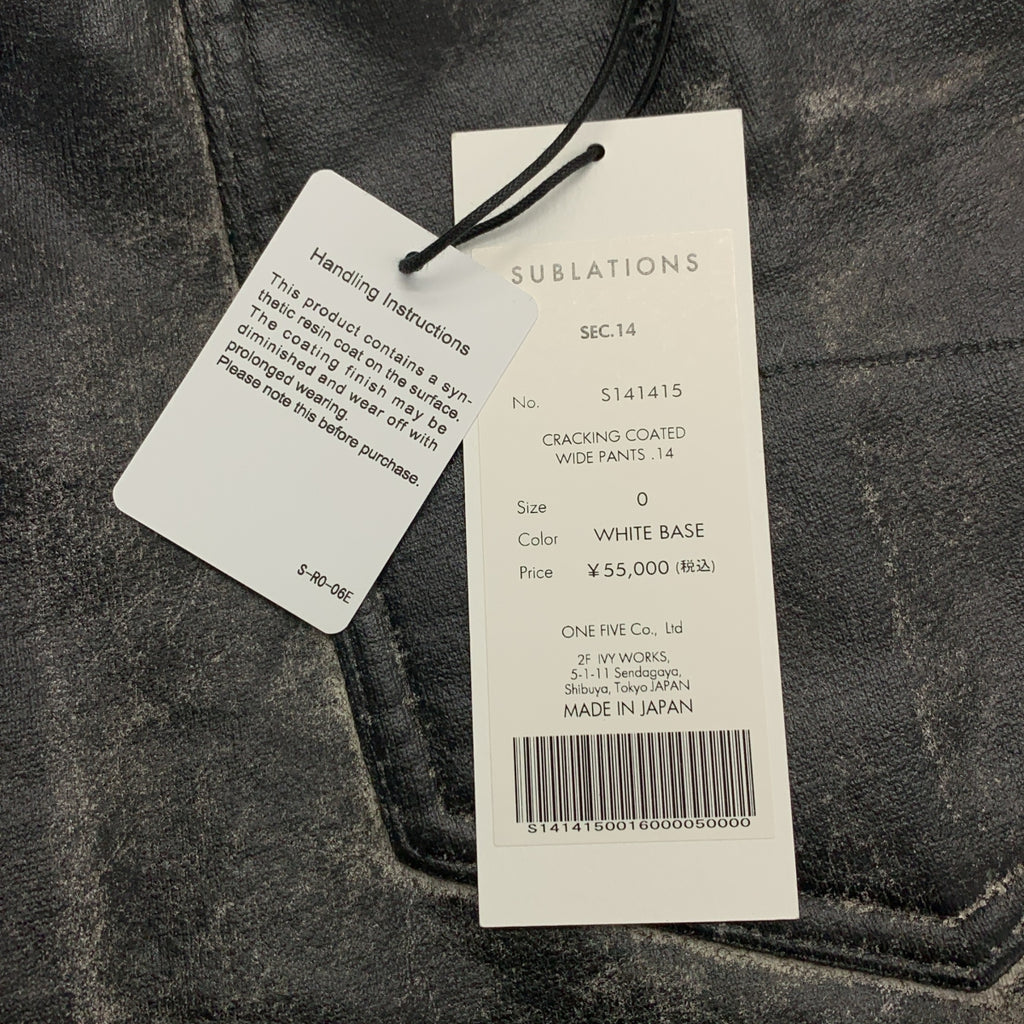 Handling Instructions
This product contains a syn-
thetic resin coat on the surface.
The coating finish may be
diminished and wear off with
prolonged wearing.
Please note this before purchase.
S-R0-06E
SUBLATIONS
SEC.14
No. S141415
CRACKING COATED
WIDE PANTS .14
Size 0
Color WHITE BASE
Price ¥55,000 (税込)
ONE FIVE Co., Ltd
2F IVY WORKS,
5-1-11 Sendagaya,
Shibuya, Tokyo JAPAN
MADE IN JAPAN
S1414150016000050000